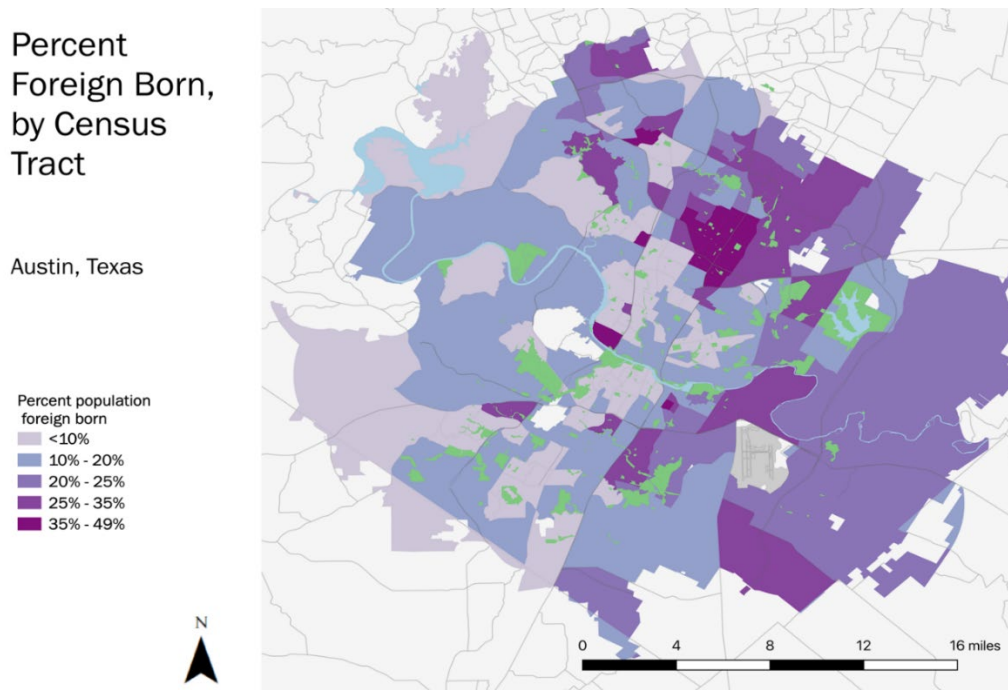 Percent
Foreign Born,
by Census
Tract
Austin, Texas
Percent population
foreign born
<10%
10% - 20%
20% - 25%
25% - 35%
35% - 49%
N
0 4 8 12 16 miles